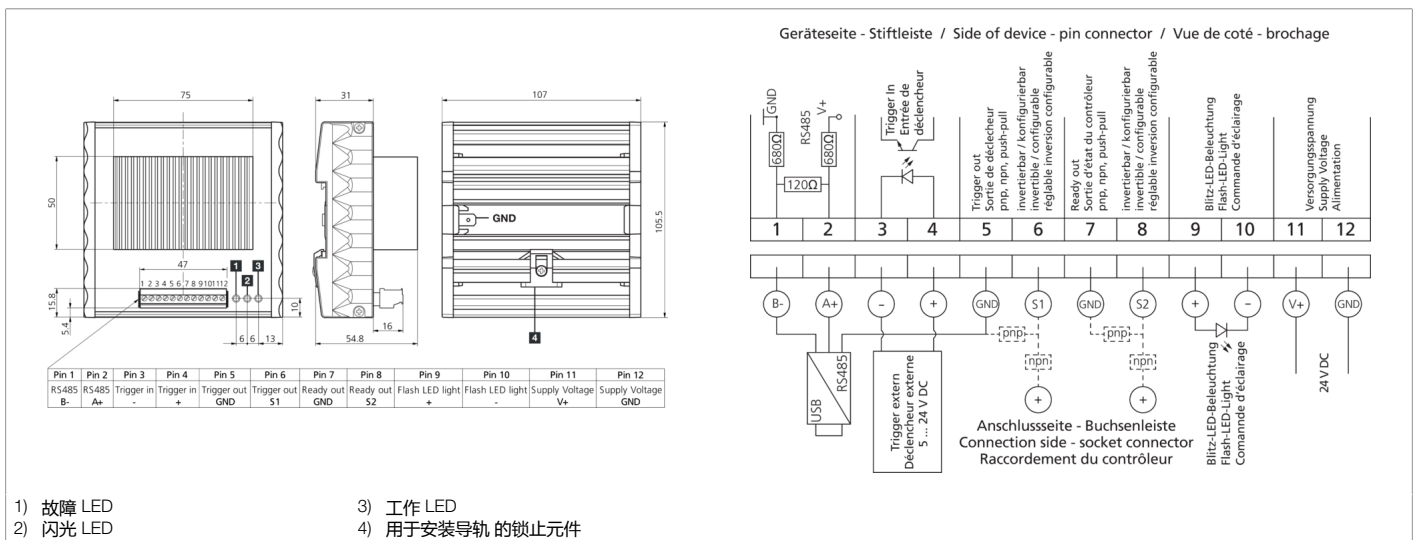 Geräteseite - Stiftleiste / Side of device - pin connector / Vue de coté - brochage
75
31
107
50
47
1
3
2
1 2 3 4 5 6 7 8 9 10 11 12
15.8
5.4
10
6
6
13
54.8
16
GND
4
105.5
Pin 1 Pin 2 Pin 3 Pin 4 Pin 5 Pin 6 Pin 7 Pin 8 Pin 9 Pin 10 Pin 11 Pin 12
RS485 RS485 Trigger in Trigger in Trigger out Trigger out Ready out Ready out Flash LED light Flash LED light Supply Voltage Supply Voltage
B- A+ - + GND S1 GND S2 + - V+ GND
GND
680Ω
RS485
V+
680Ω
120Ω
Trigger In
Entrée de
déclencheur
Trigger out
Sortie de déclecheur
pnp, npn, push-pull
invertierbar / konfigurierbar
invertible / configurable
réglable inversion configurable
Ready out
Sortie d'état du contrôleur
pnp, npn, push-pull
invertierbar / konfigurierbar
invertible / configurable
réglable inversion configurable
Blitz-LED-Beleuchtung
Flash-LED-Light
Commande d'éclairage
Versorgungsspannung
Supply Voltage
Alimentation
1 2 3 4 5 6 7 8 9 10 11 12
B- A+ - + GND S1 GND S2 + - V+ GND
pnp
pnp
npn
npn
+
+
USB
RS485
Trigger extern
Déclencheur externe
5 ... 24 V DC
Blitz-LED-Beleuchtung
Flash-LED-Light
Comannde d'éclairage
24 V DC
Anschlussseite - Buchsenleiste
Connection side - socket connector
Raccordement du contrôleur
1) 故障 LED
2) 闪光 LED
3) 工作 LED
4) 用于安装导轨 的锁止元件